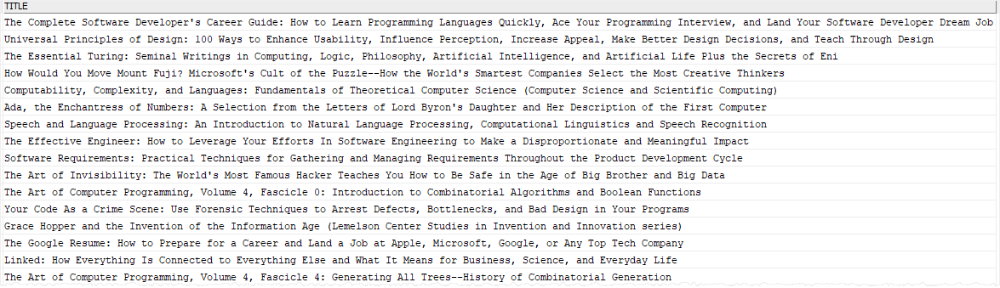 TITLE
The Complete Software Developer's Career Guide: How to Learn Programming Languages Quickly, Ace Your Programming Interview, and Land Your Software Developer Dream Job
Universal Principles of Design: 100 Ways to Enhance Usability, Influence Perception, Increase Appeal, Make Better Design Decisions, and Teach Through Design
The Essential Turing: Seminal Writings in Computing, Logic, Philosophy, Artificial Intelligence, and Artificial Life Plus the Secrets of Eni
How Would You Move Mount Fuji? Microsoft's Cult of the Puzzle--How the World's Smartest Companies Select the Most Creative Thinkers
Computability, Complexity, and Languages: Fundamentals of Theoretical Computer Science (Computer Science and Scientific Computing)
Ada, the Enchantress of Numbers: A Selection from the Letters of Lord Byron's Daughter and Her Description of the First Computer
Speech and Language Processing: An Introduction to Natural Language Processing, Computational Linguistics and Speech Recognition
The Effective Engineer: How to Leverage Your Efforts In Software Engineering to Make a Disproportionate and Meaningful Impact
Software Requirements: Practical Techniques for Gathering and Managing Requirements Throughout the Product Development Cycle
The Art of Invisibility: The World's Most Famous Hacker Teaches You How to Be Safe in the Age of Big Brother and Big Data
The Art of Computer Programming, Volume 4, Fascicle 0: Introduction to Combinatorial Algorithms and Boolean Functions
Your Code As a Crime Scene: Use Forensic Techniques to Arrest Defects, Bottlenecks, and Bad Design in Your Programs
Grace Hopper and the Invention of the Information Age (Lemelson Center Studies in Invention and Innovation series)
The Google Resume: How to Prepare for a Career and Land a Job at Apple, Microsoft, Google, or Any Top Tech Company
Linked: How Everything Is Connected to Everything Else and What It Means for Business, Science, and Everyday Life
The Art of Computer Programming, Volume 4, Fascicle 4: Generating All Trees--History of Combinatorial Generation